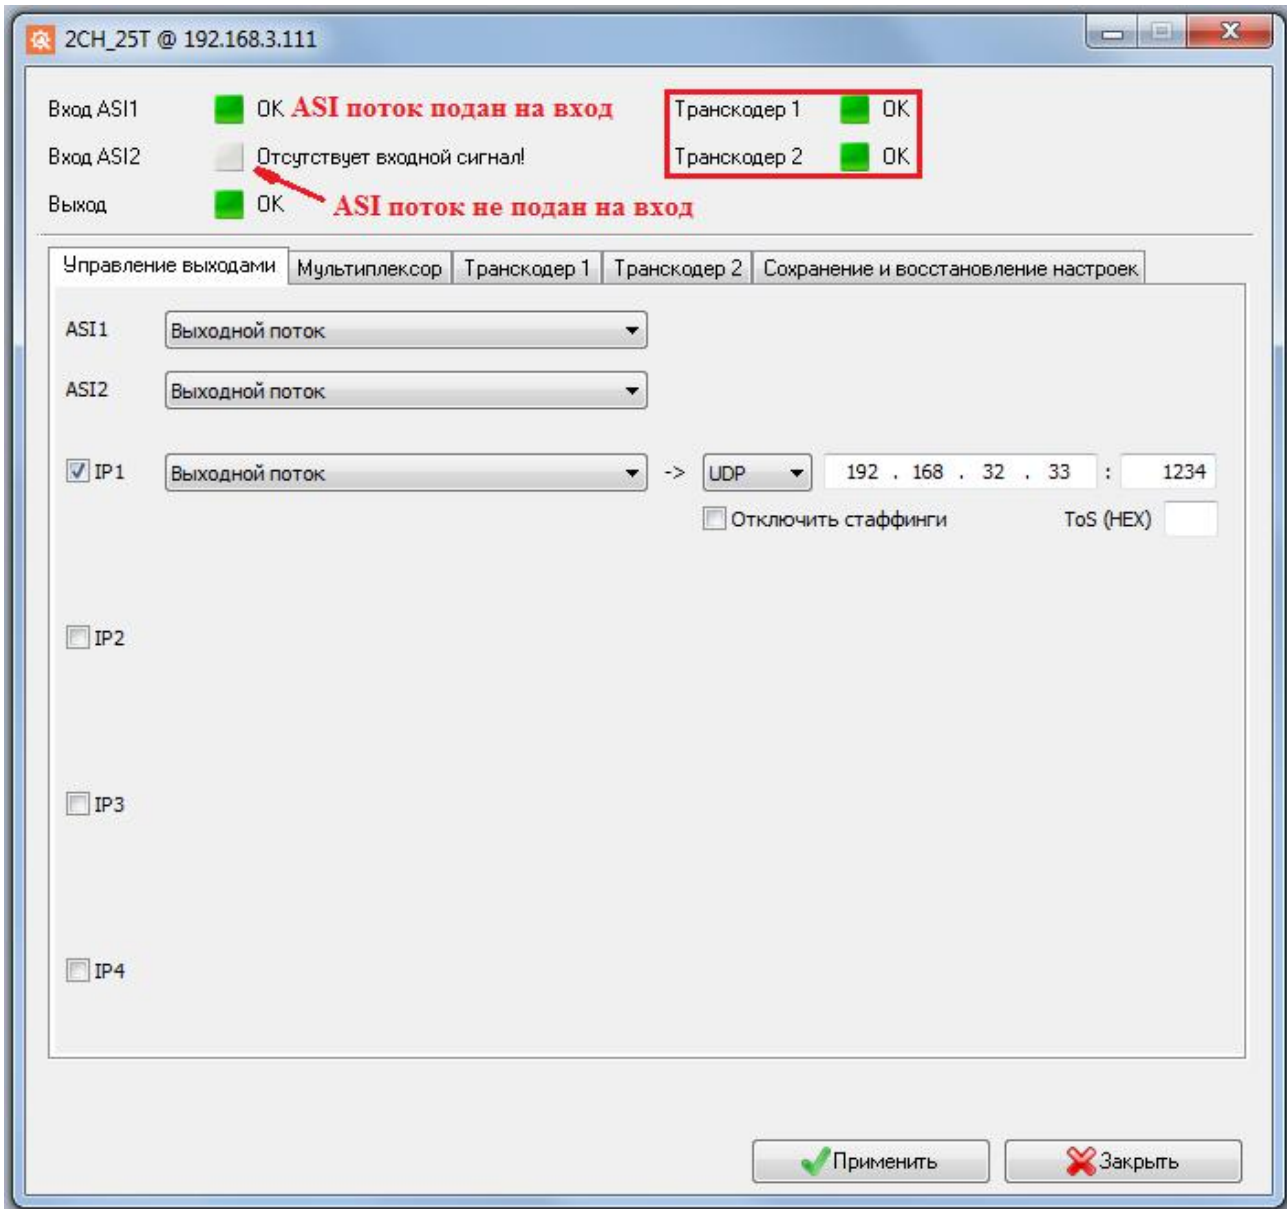 2CH_25T @ 192.168.3.111
Вход ASI1 OK ASI поток подан на вход Транскодер 1 OK
Вход ASI2 Отсутствует входной сигнал! Транскодер 2 OK
Выход OK ASI поток не подан на вход
Управление выходами Мультиплексор Транскодер 1 Транскодер 2 Сохранение и восстановление настроек
ASI1 Выходной поток
ASI2 Выходной поток
IP1 Выходной поток -> UDP 192 . 168 . 32 . 33 : 1234
Отключить стаффинги ToS (HEX)
IP2
IP3
IP4
Применить Закрыть